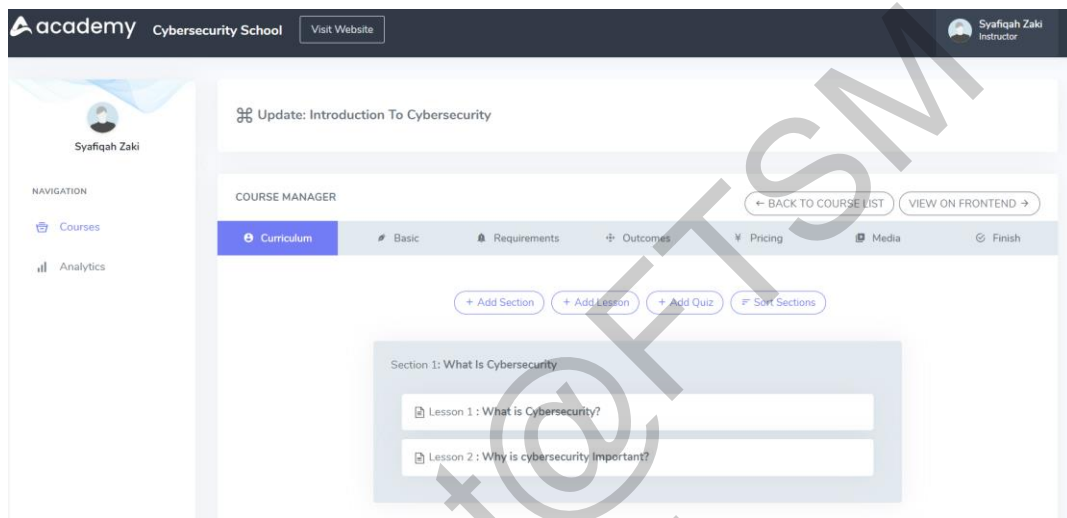 academy Cybersecurity School Visit Website
Syafiqah Zaki
Instructor
Syafiqah Zaki
⌘ Update: Introduction To Cybersecurity
NAVIGATION
Courses
Analytics
COURSE MANAGER
← BACK TO COURSE LIST VIEW ON FRONTEND →
Curriculum Basic Requirements Outcomes ¥ Pricing Media Finish
+ Add Section + Add Lesson + Add Quiz Sort Sections
Section 1: What Is Cybersecurity
Lesson 1 : What is Cybersecurity?
Lesson 2 : Why is cybersecurity Important?
t@FTSM